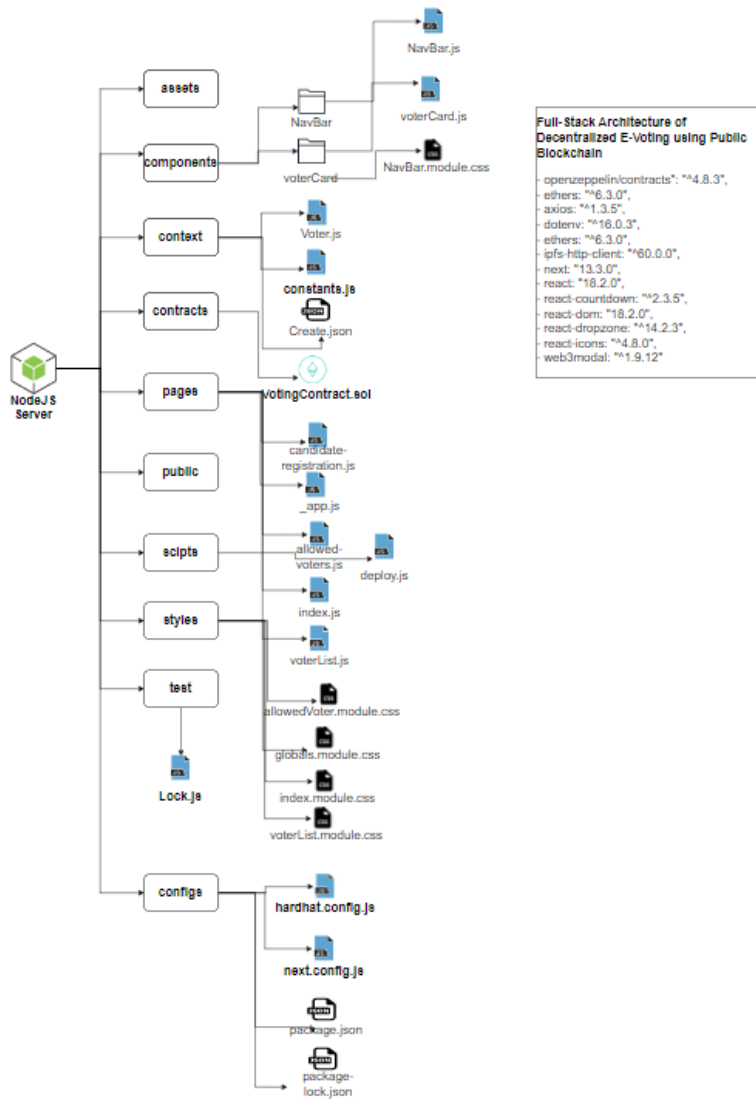 NavBar.js
assets
NavBar
voterCard.js
components
voterCard
NavBar.module.css
Full-Stack Architecture of
Decentralized E-Voting using Public
Blockchain
- openzeppelin/contracts": "^4.8.3",
- ethers: "^6.3.0",
- axios: "^1.3.5",
- dotenv: "^16.0.3",
- ethers: "^6.3.0",
- ipfs-http-client: "^60.0.0",
- next: "13.3.0",
- react: "18.2.0",
- react-countdown: "^2.3.5",
- react-dom: "18.2.0",
- react-dropzone: "^14.2.3",
- react-icons: "^4.8.0",
- web3modal: "^1.9.12"
context
Voter.js
constants.js
contracts
JSON
Create.json
NodeJS
Server
pages
VotingContract.sol
candidate-
registration.js
public
_app.js
scipts
allowed-
voters.js
deploy.js
index.js
styles
voterList.js
test
allowedVoter.module.css
globals.module.css
Lock.js
index.module.css
voterList.module.css
configs
hardhat.config.js
next.config.js
JSON
package.json
JSON
package-
lock.json